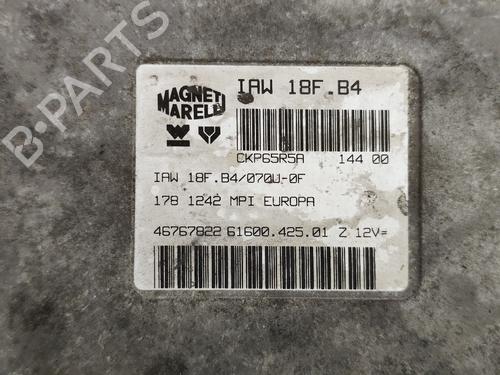 B-PARTS
MAGNETI
MARELLI
IAW 18F.B4
CKP65R5A 144 00
IAW 18F.B4/070U-0F
178 1242 MPI EUROPA
46767822 61600.425.01 Z 12V=